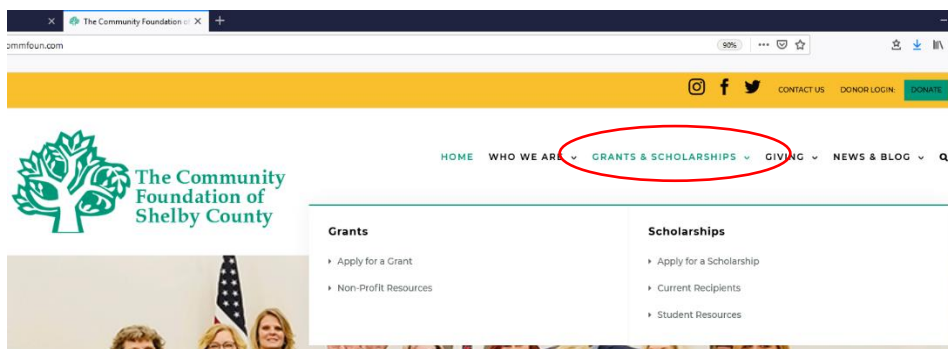 The Community Foundation of
ommfoun.com
90%
CONTACT US DONOR LOGIN: DONATE
The Community
Foundation of
Shelby County
HOME WHO WE ARE GRANTS & SCHOLARSHIPS GIVING NEWS & BLOG
Grants
Apply for a Grant
Non-Profit Resources
Scholarships
Apply for a Scholarship
Current Recipients
Student Resources